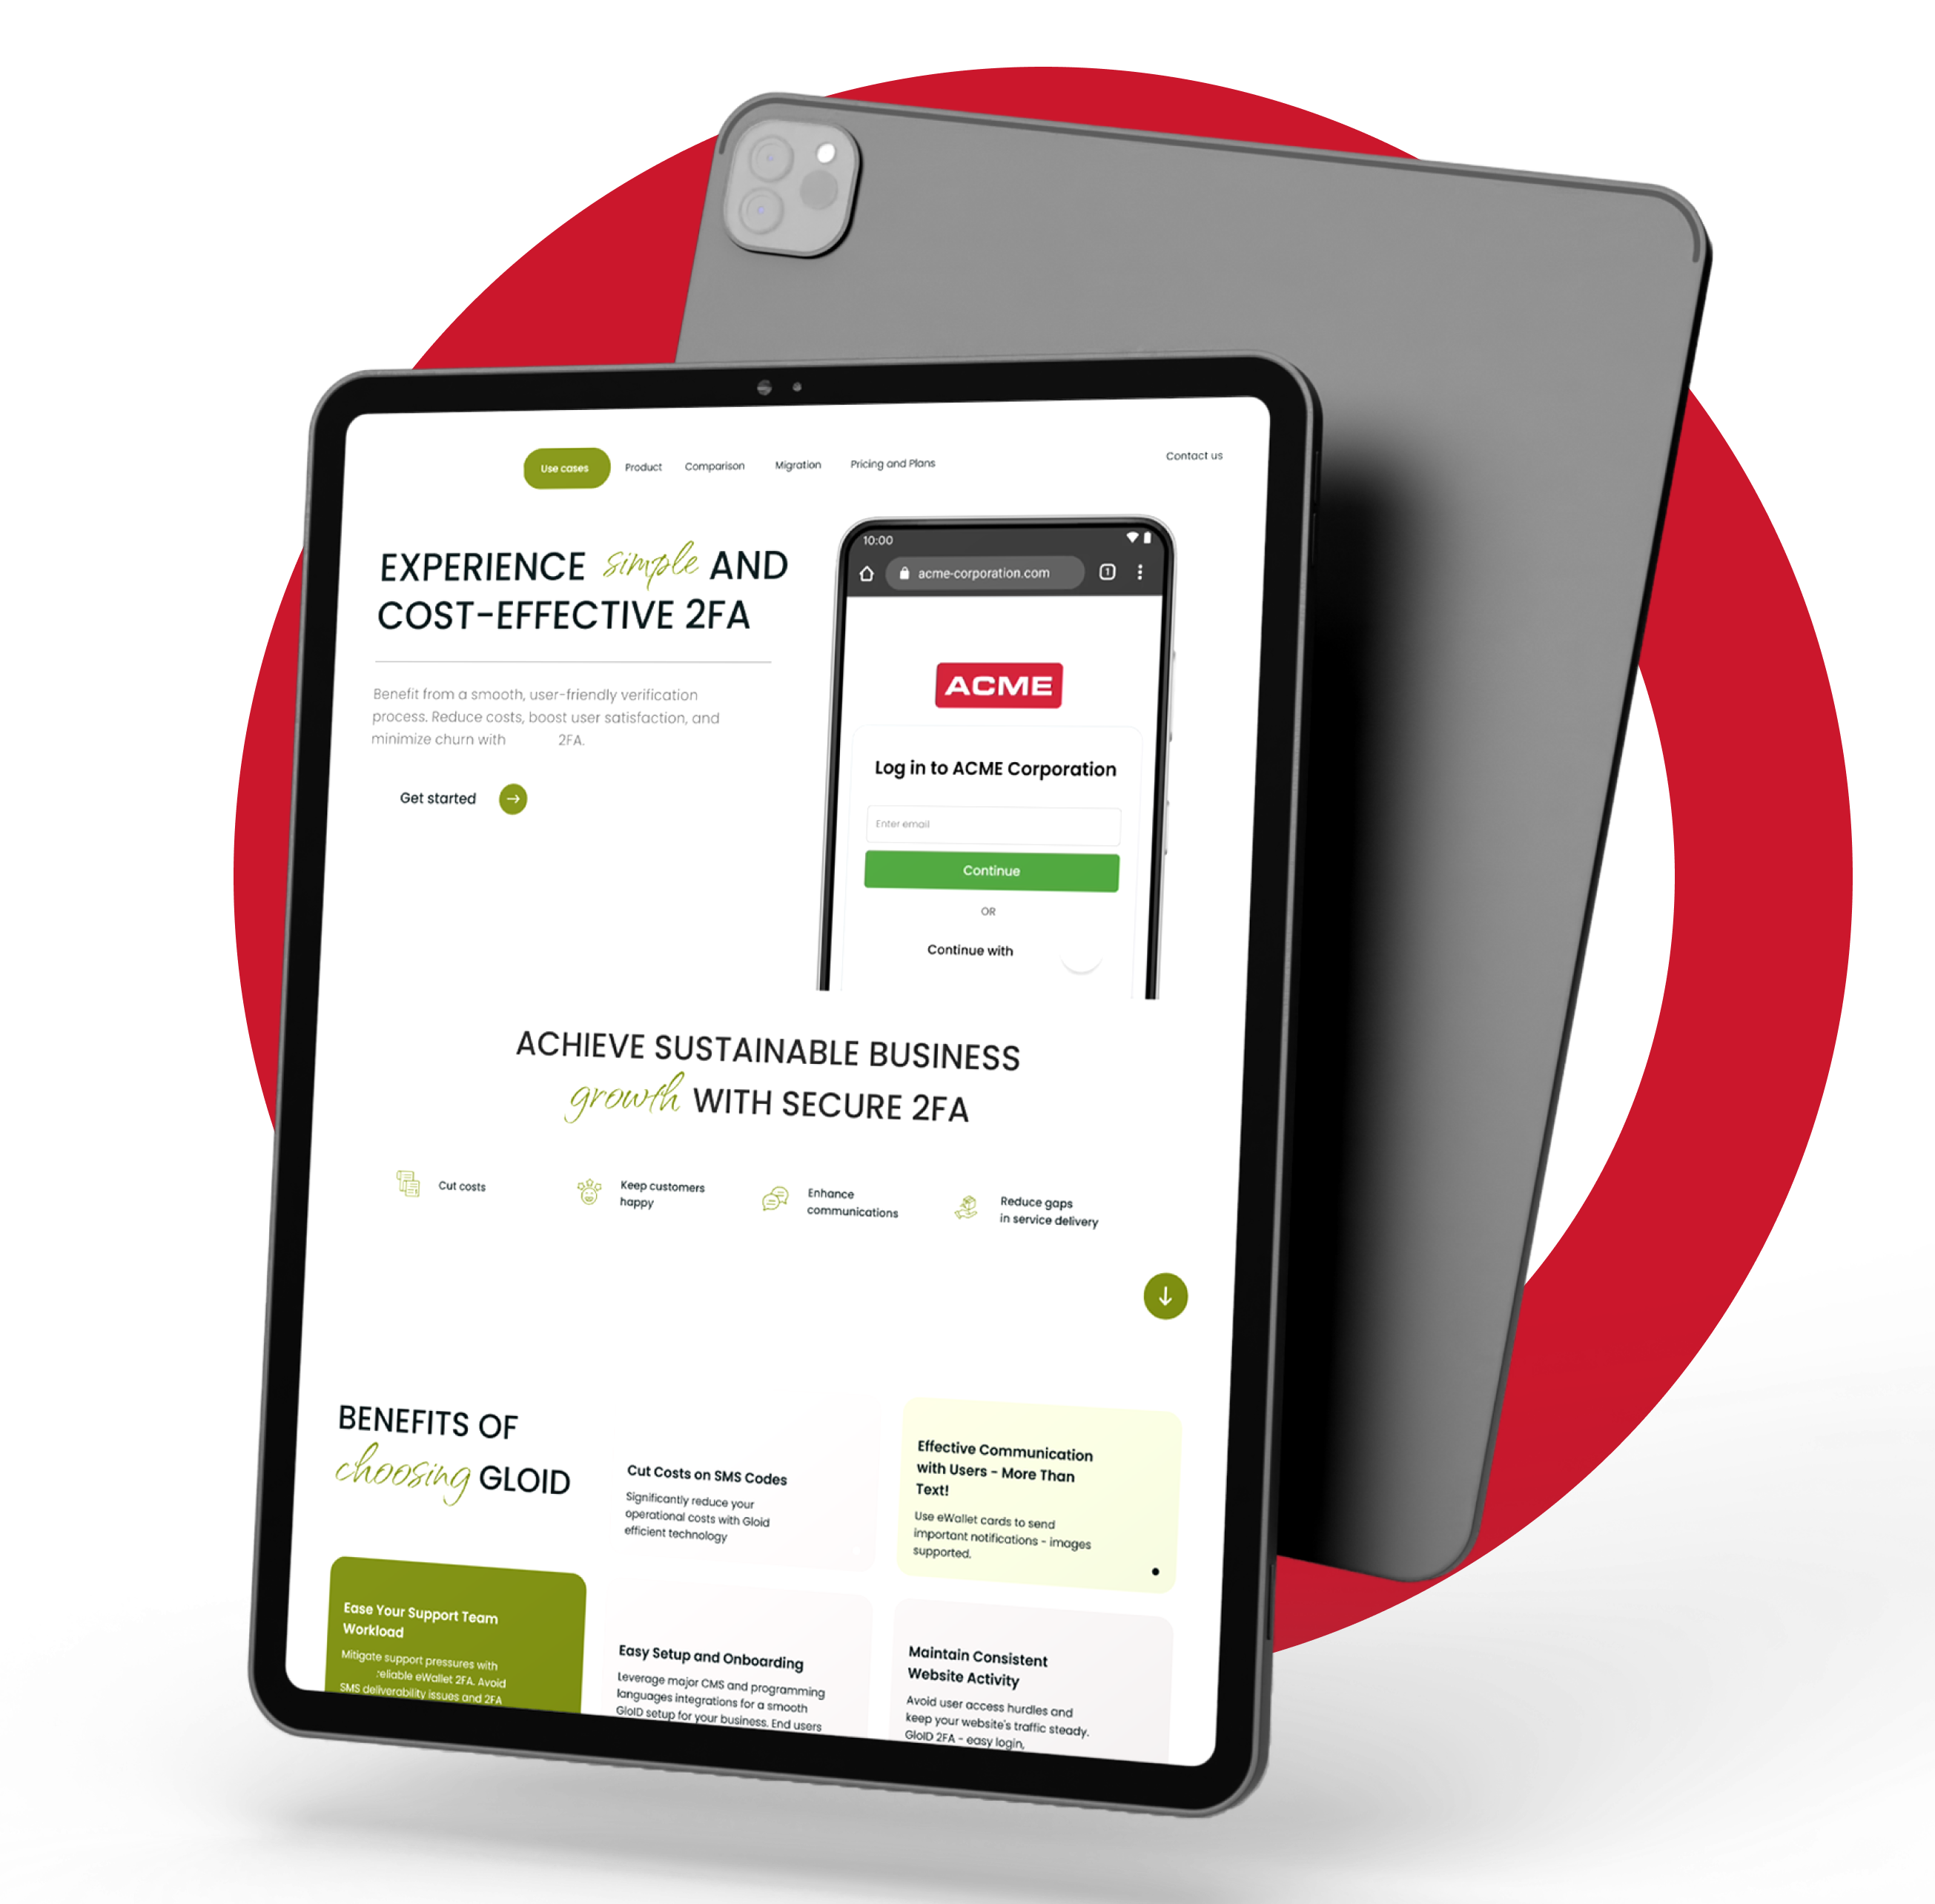 Use cases
Product
Comparison
Migration
Pricing and Plans
Contact us
EXPERIENCE simple AND
COST-EFFECTIVE 2FA
Benefit from a smooth, user-friendly verification
process. Reduce costs, boost user satisfaction, and
minimize churn with 2FA.
Get started
10:00
acme-corporation.com
1
ACME
Log in to ACME Corporation
Enter email
Continue
OR
Continue with
ACHIEVE SUSTAINABLE BUSINESS
growth WITH SECURE 2FA
Cut costs
Keep customers
happy
Enhance
communications
Reduce gaps
in service delivery
BENEFITS OF
choosing GLOID
Cut Costs on SMS Codes
Significantly reduce your
operational costs with Gloid
efficient technology
Effective Communication
with Users - More Than
Text!
Use eWallet cards to send
important notifications - images
supported.
Ease Your Support Team
Workload
Mitigate support pressures with
reliable eWallet 2FA. Avoid
SMS deliverability issues and 2FA
Easy Setup and Onboarding
Leverage major CMS and programming
languages integrations for a smooth
GloID setup for your business. End users
Maintain Consistent
Website Activity
Avoid user access hurdles and
keep your website's traffic steady.
GloID 2FA - easy login,